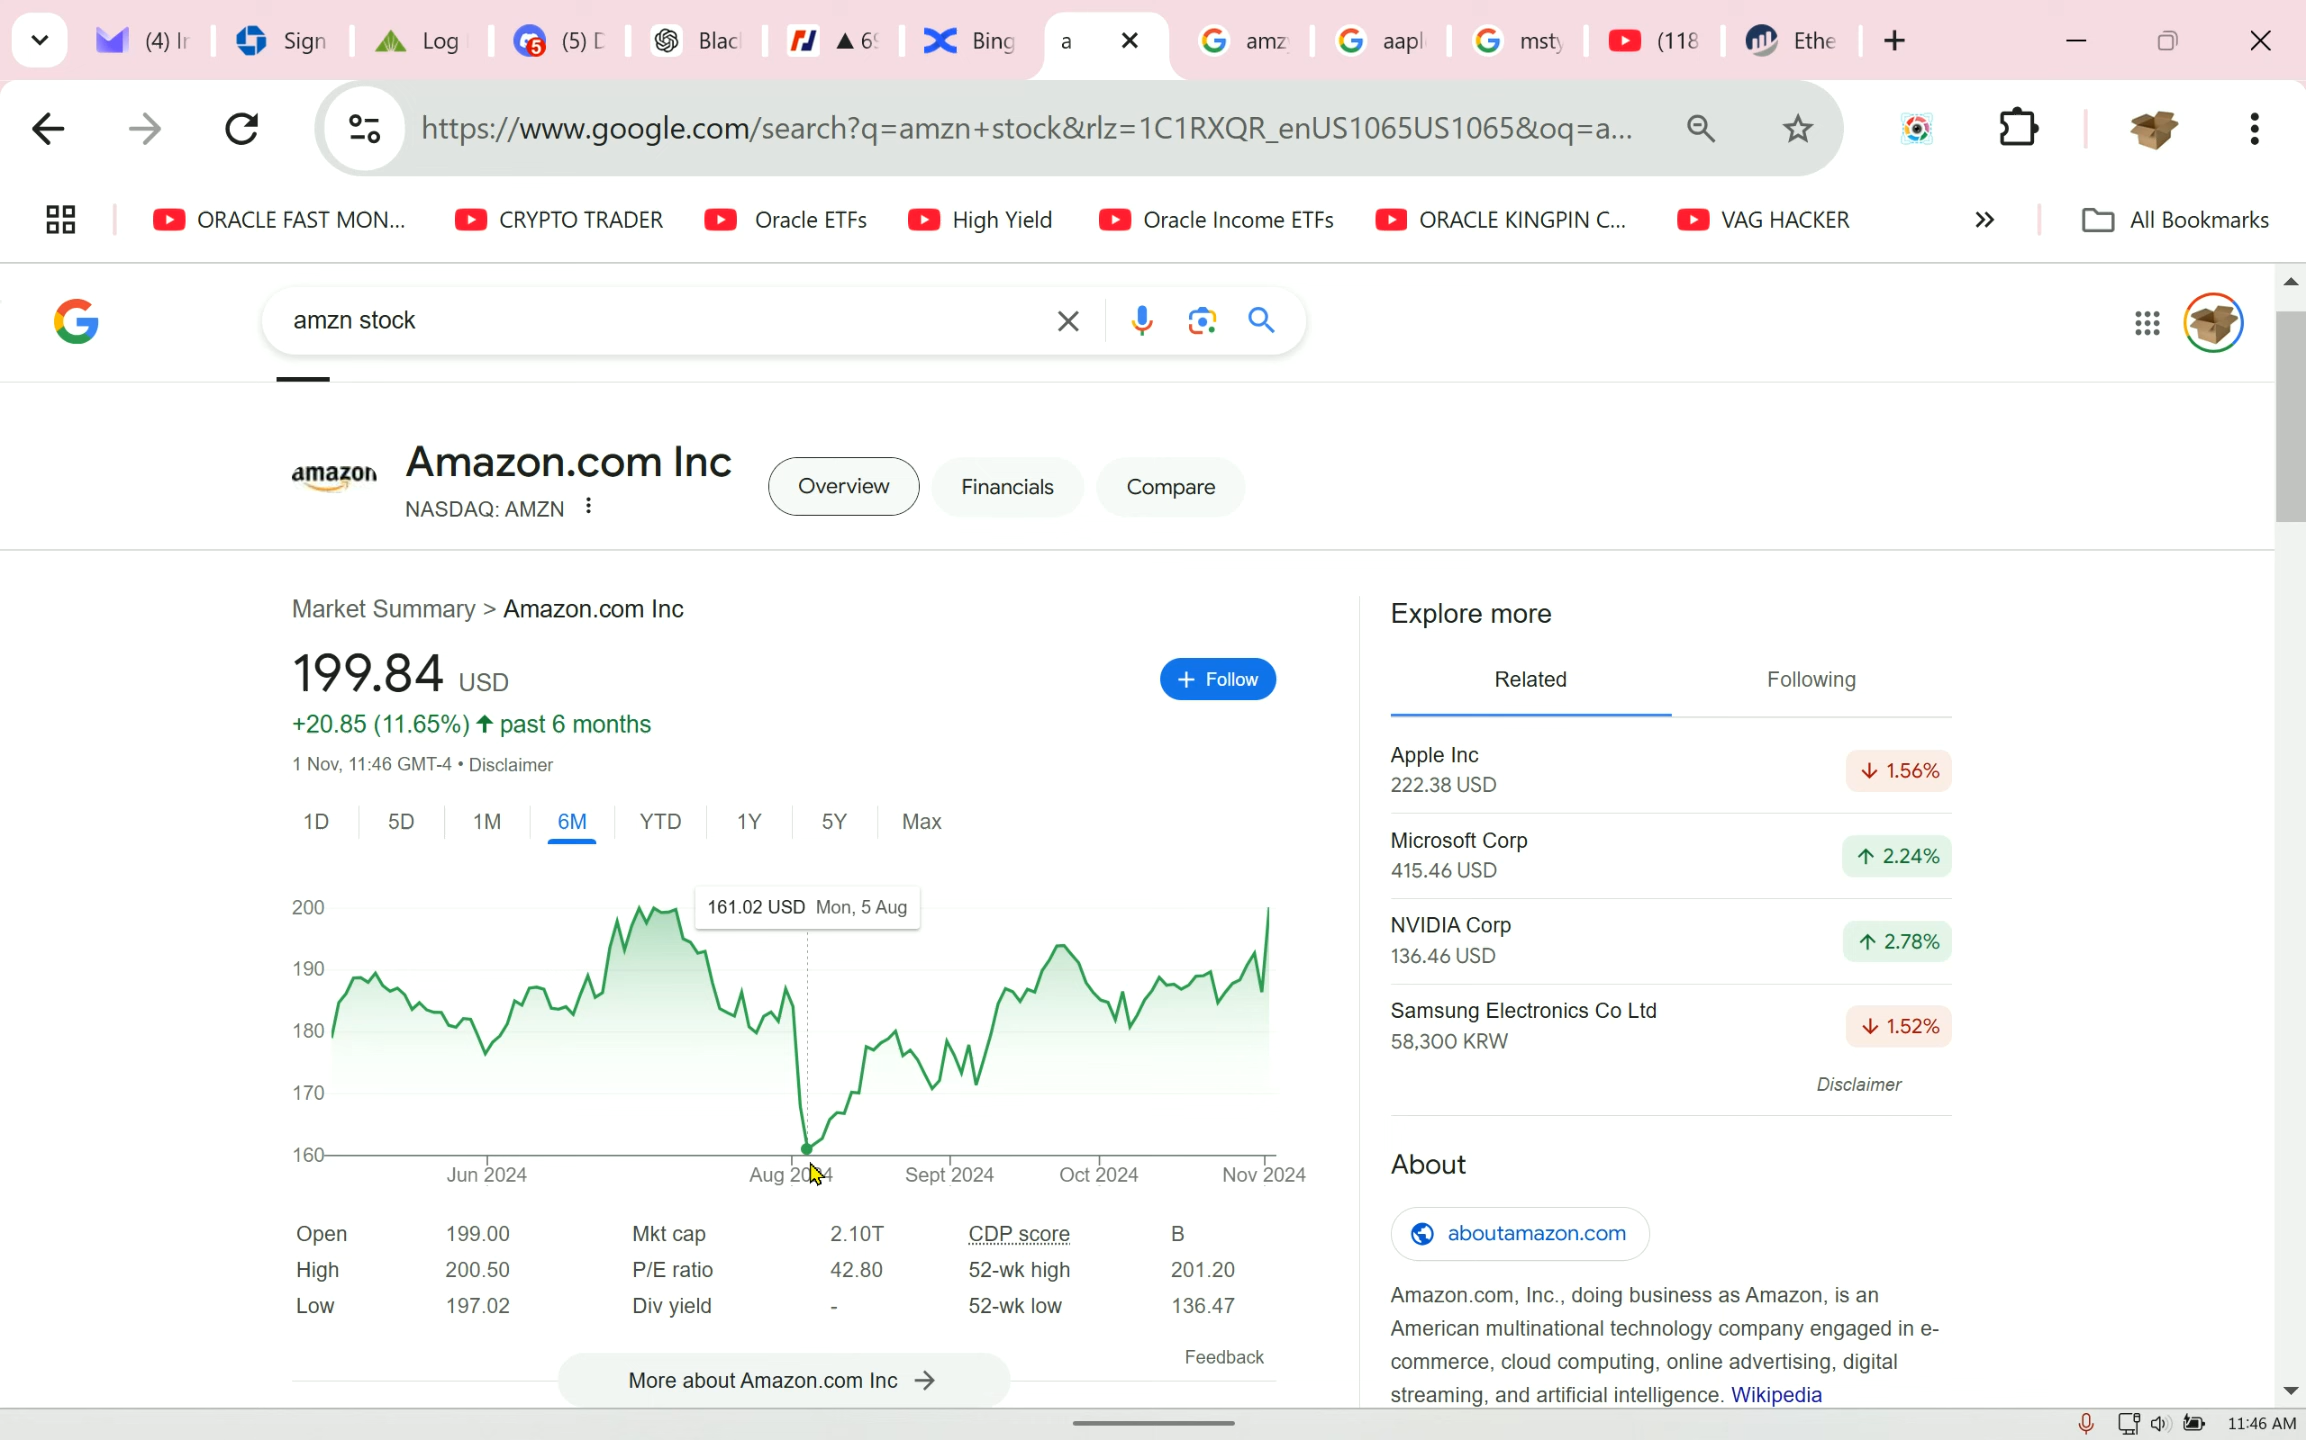 (4) Ir
Sign
Log
5
(5) D
Blac
▲ 69
Bing
a
amz
aapl
msty
(118
Ethe
https://www.google.com/search?q=amzn+stock&rlz=1C1RXQR_enUS1065US1065&oq=a...
ORACLE FAST MON...
CRYPTO TRADER
Oracle ETFs
High Yield
Oracle Income ETFs
ORACLE KINGPIN C...
VAG HACKER
All Bookmarks
amzn stock
amazon
Amazon.com Inc
NASDAQ: AMZN
Overview
Financials
Compare
Market Summary > Amazon.com Inc
199.84 USD
+ Follow
+20.85 (11.65%) ↑ past 6 months
1 Nov, 11:46 GMT-4 • Disclaimer
1D 5D 1M 6M YTD 1Y 5Y Max
161.02 USD Mon, 5 Aug
200
190
180
170
160
Jun 2024 Aug 2024 Sept 2024 Oct 2024 Nov 2024
Open 199.00 Mkt cap 2.10T CDP score B
High 200.50 P/E ratio 42.80 52-wk high 201.20
Low 197.02 Div yield - 52-wk low 136.47
Feedback
More about Amazon.com Inc →
Explore more
Related Following
Apple Inc
222.38 USD
↓ 1.56%
Microsoft Corp
415.46 USD
↑ 2.24%
NVIDIA Corp
136.46 USD
↑ 2.78%
Samsung Electronics Co Ltd
58,300 KRW
↓ 1.52%
Disclaimer
About
aboutamazon.com
Amazon.com, Inc., doing business as Amazon, is an
American multinational technology company engaged in e-
commerce, cloud computing, online advertising, digital
streaming, and artificial intelligence. Wikipedia
11:46 AM